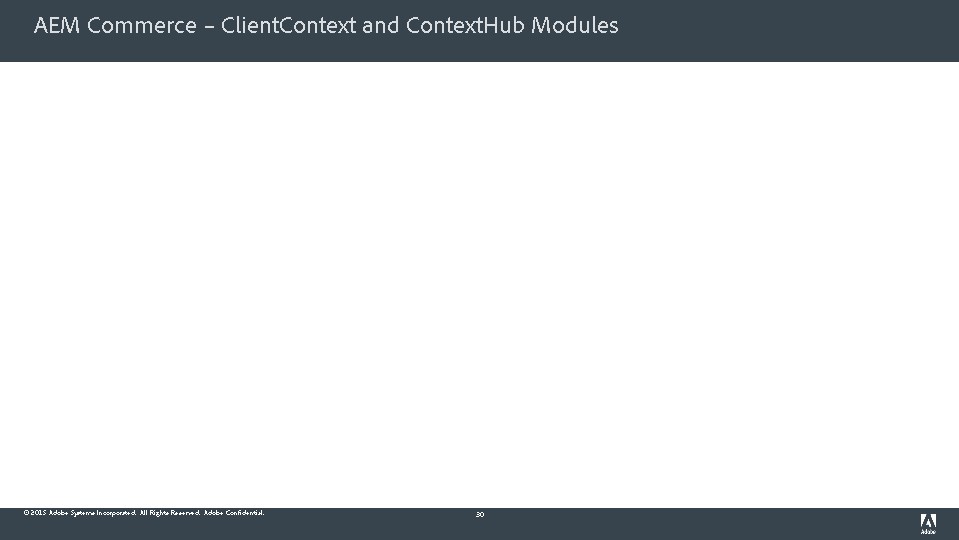 AEM Commerce – ClientContext and ContextHub Modules
© 2015 Adobe Systems Incorporated. All Rights Reserved. Adobe Confidential.
30
Adobe